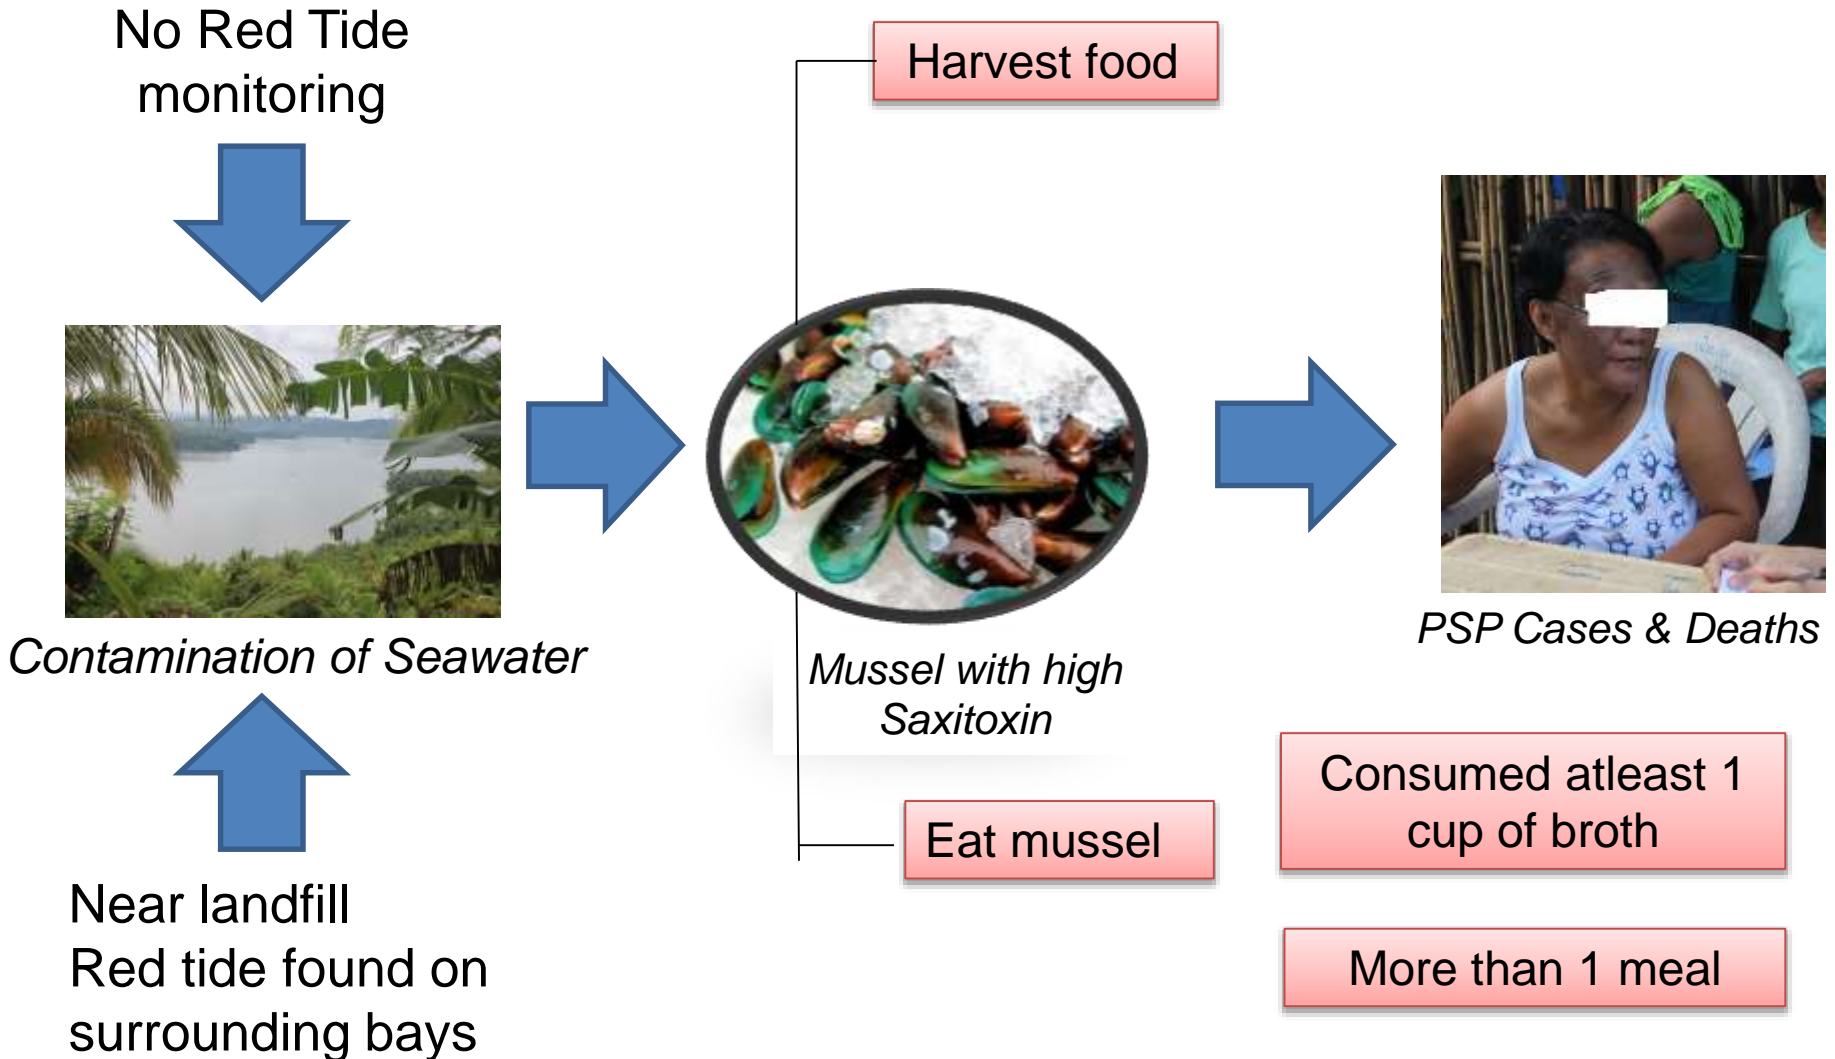 No Red Tide
monitoring
Harvest food
Contamination of Seawater
Mussel with high
Saxitoxin
PSP Cases & Deaths
Eat mussel
Consumed atleast 1
cup of broth
More than 1 meal
Near landfill
Red tide found on
surrounding bays